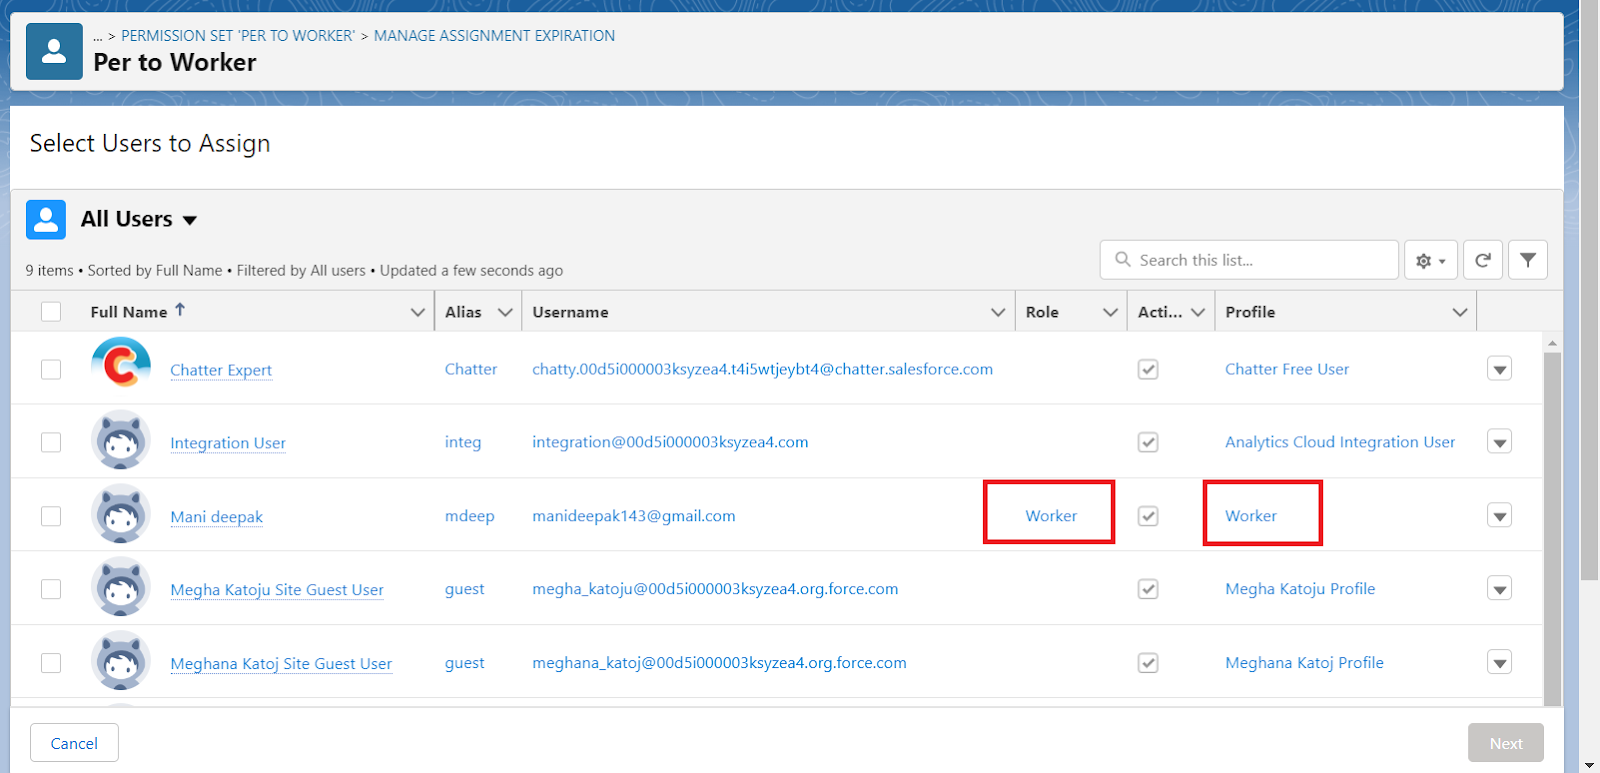 ... > PERMISSION SET 'PER TO WORKER' > MANAGE ASSIGNMENT EXPIRATION
Per to Worker
Select Users to Assign
All Users
9 items • Sorted by Full Name • Filtered by All users • Updated a few seconds ago
Search this list...
Full Name Alias Username Role Acti... Profile
Chatter Expert Chatter chatty.00d5i000003ksyzea4.t4i5wtjeybt4@chatter.salesforce.com Chatter Free User
Integration User integ integration@00d5i000003ksyzea4.com Analytics Cloud Integration User
Mani deepak mdeep manideepak143@gmail.com Worker Worker
Megha Katoju Site Guest User guest megha_katoju@00d5i000003ksyzea4.org.force.com Megha Katoju Profile
Meghana Katoj Site Guest User guest meghana_katoj@00d5i000003ksyzea4.org.force.com Meghana Katoj Profile
Cancel Next